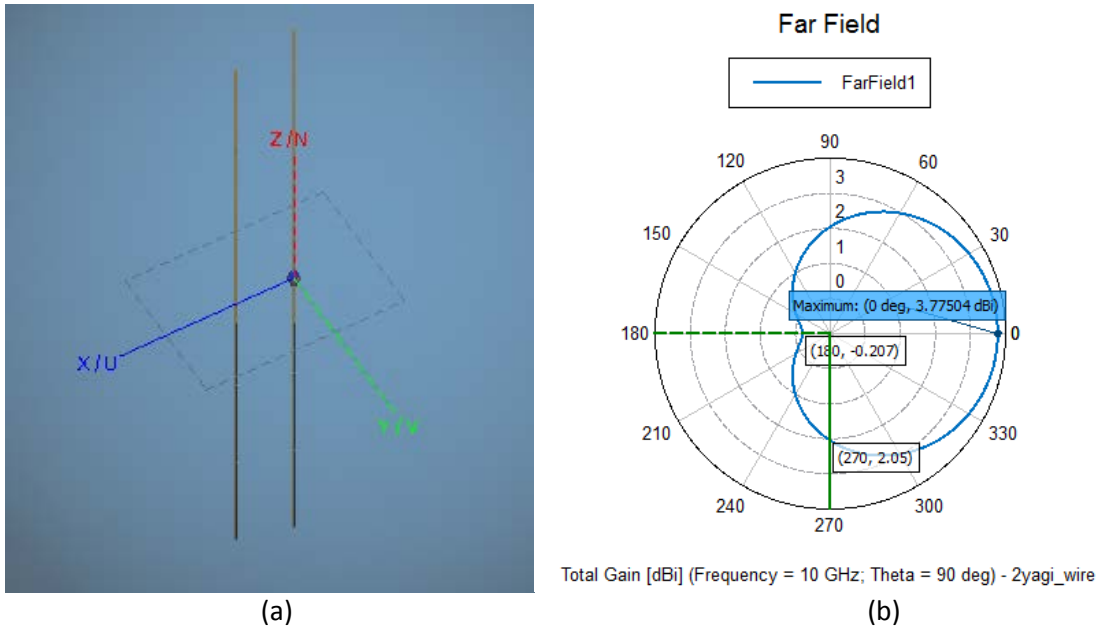 Z/N
X/U
Y/V
(a)
Far Field
FarField1
90
120
60
3
2
150
30
1
0
Maximum: (0 deg, 3.77504 dBi)
180
0
(180, -0.207)
210
330
(270, 2.05)
240
300
270
Total Gain [dBi] (Frequency = 10 GHz; Theta = 90 deg) - 2yagi_wire
(b)